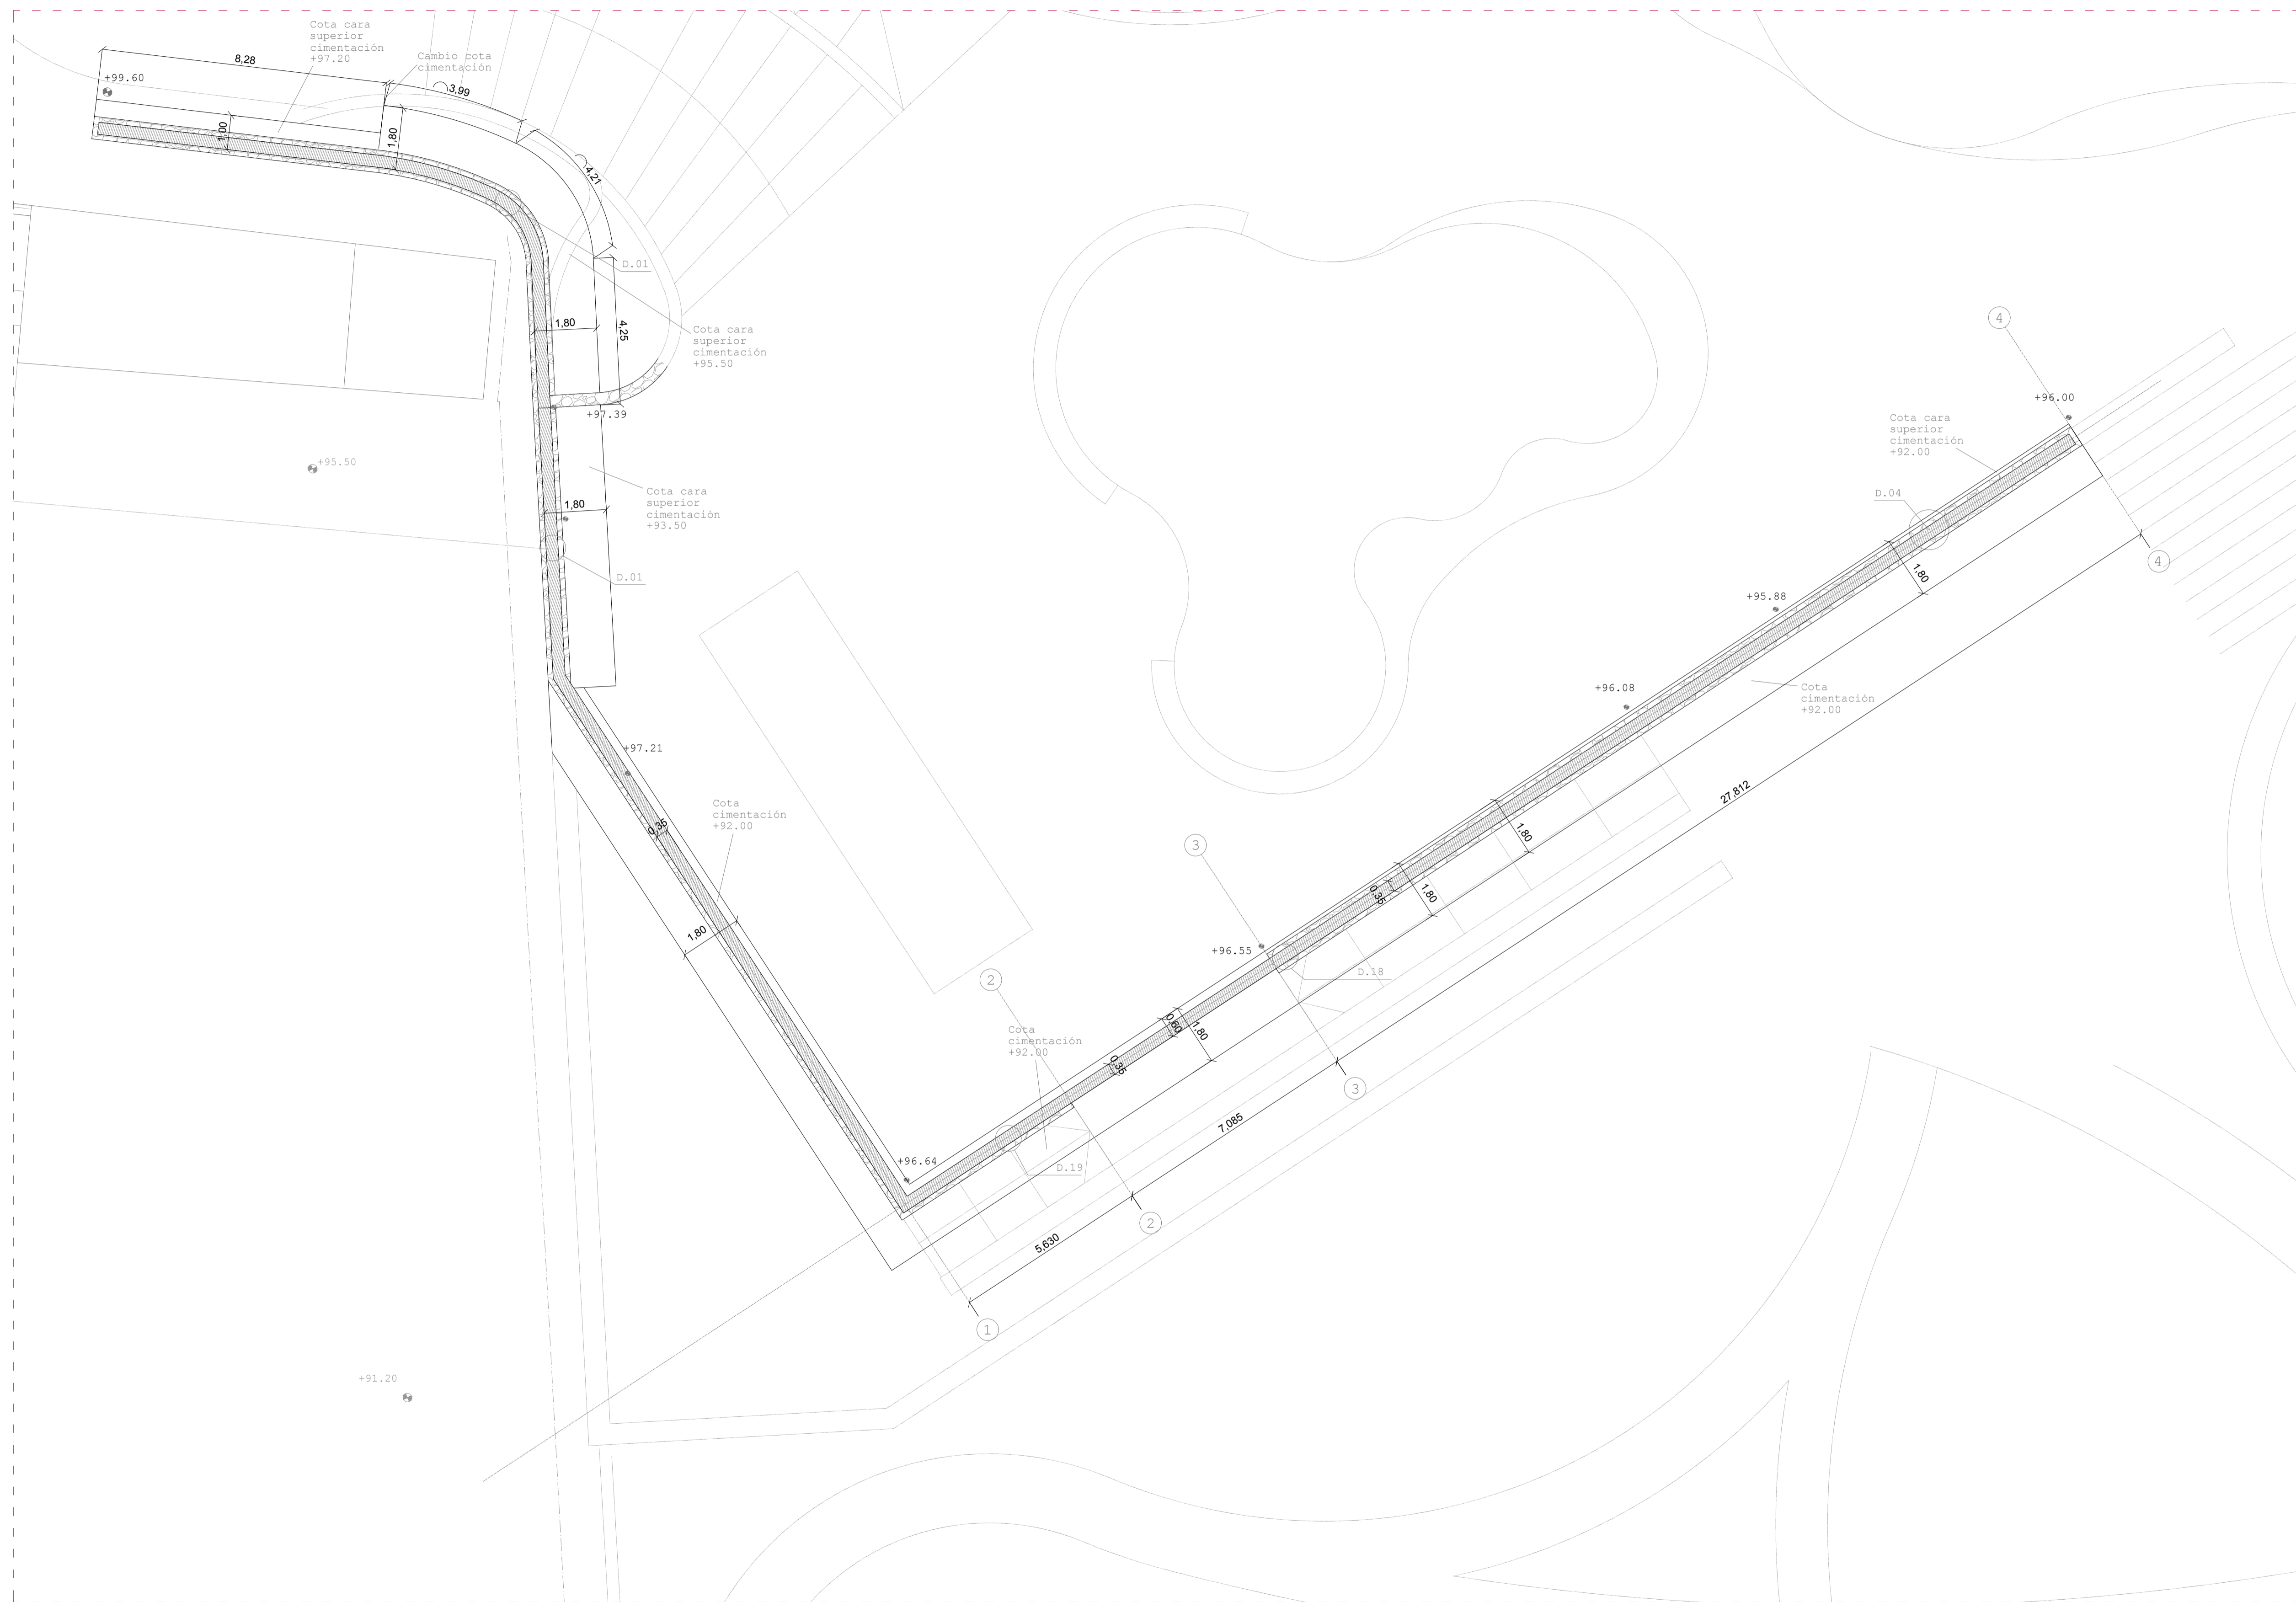 Cota cara
superior
cimentación
+97.20
8,28
Cambio cota
cimentación
+99.60
3,99
1,00
1,80
4,21
D.01
1,80
4,25
Cota cara
superior
cimentación
+95.50
+97.39
+95.50
Cota cara
superior
cimentación
+93.50
1,80
D.01
4
+96.00
Cota cara
superior
cimentación
+92.00
D.04
4
1,80
+95.88
+96.08
Cota
cimentación
+92.00
+97.21
Cota
cimentación
+92.00
0,35
27,812
1,80
3
0,35
1,80
1,80
+96.55
D.18
2
0,60
1,80
Cota
cimentación
+92.00
0,35
3
7,085
+96.64
D.19
2
5,630
1
+91.20